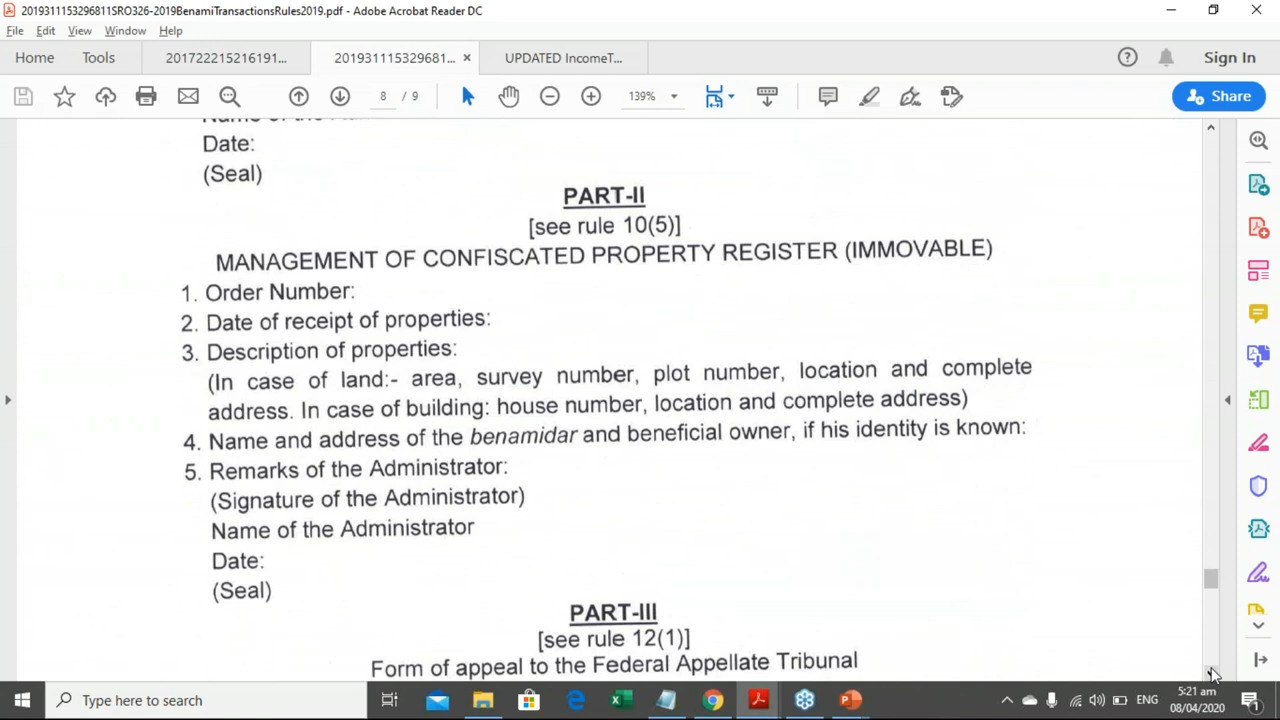 201931115329681​1SRO326-2019BenamiTransactionsRules2019.pdf - Adobe Acrobat Reader DC
File Edit View Window Help
Home Tools 201722215216191... 201931115329681... × UPDATED IncomeT... Sign In
8 / 9 139% Share
Date:
(Seal)
PART-II
[see rule 10(5)]
MANAGEMENT OF CONFISCATED PROPERTY REGISTER (IMMOVABLE)
1. Order Number:
2. Date of receipt of properties:
3. Description of properties:
(In case of land:- area, survey number, plot number, location and complete
address. In case of building: house number, location and complete address)
4. Name and address of the benamidar and beneficial owner, if his identity is known:
5. Remarks of the Administrator:
(Signature of the Administrator)
Name of the Administrator
Date:
(Seal)
PART-III
[see rule 12(1)]
Form of appeal to the Federal Appellate Tribunal
Type here to search
ENG
5:21 am
08/04/2020